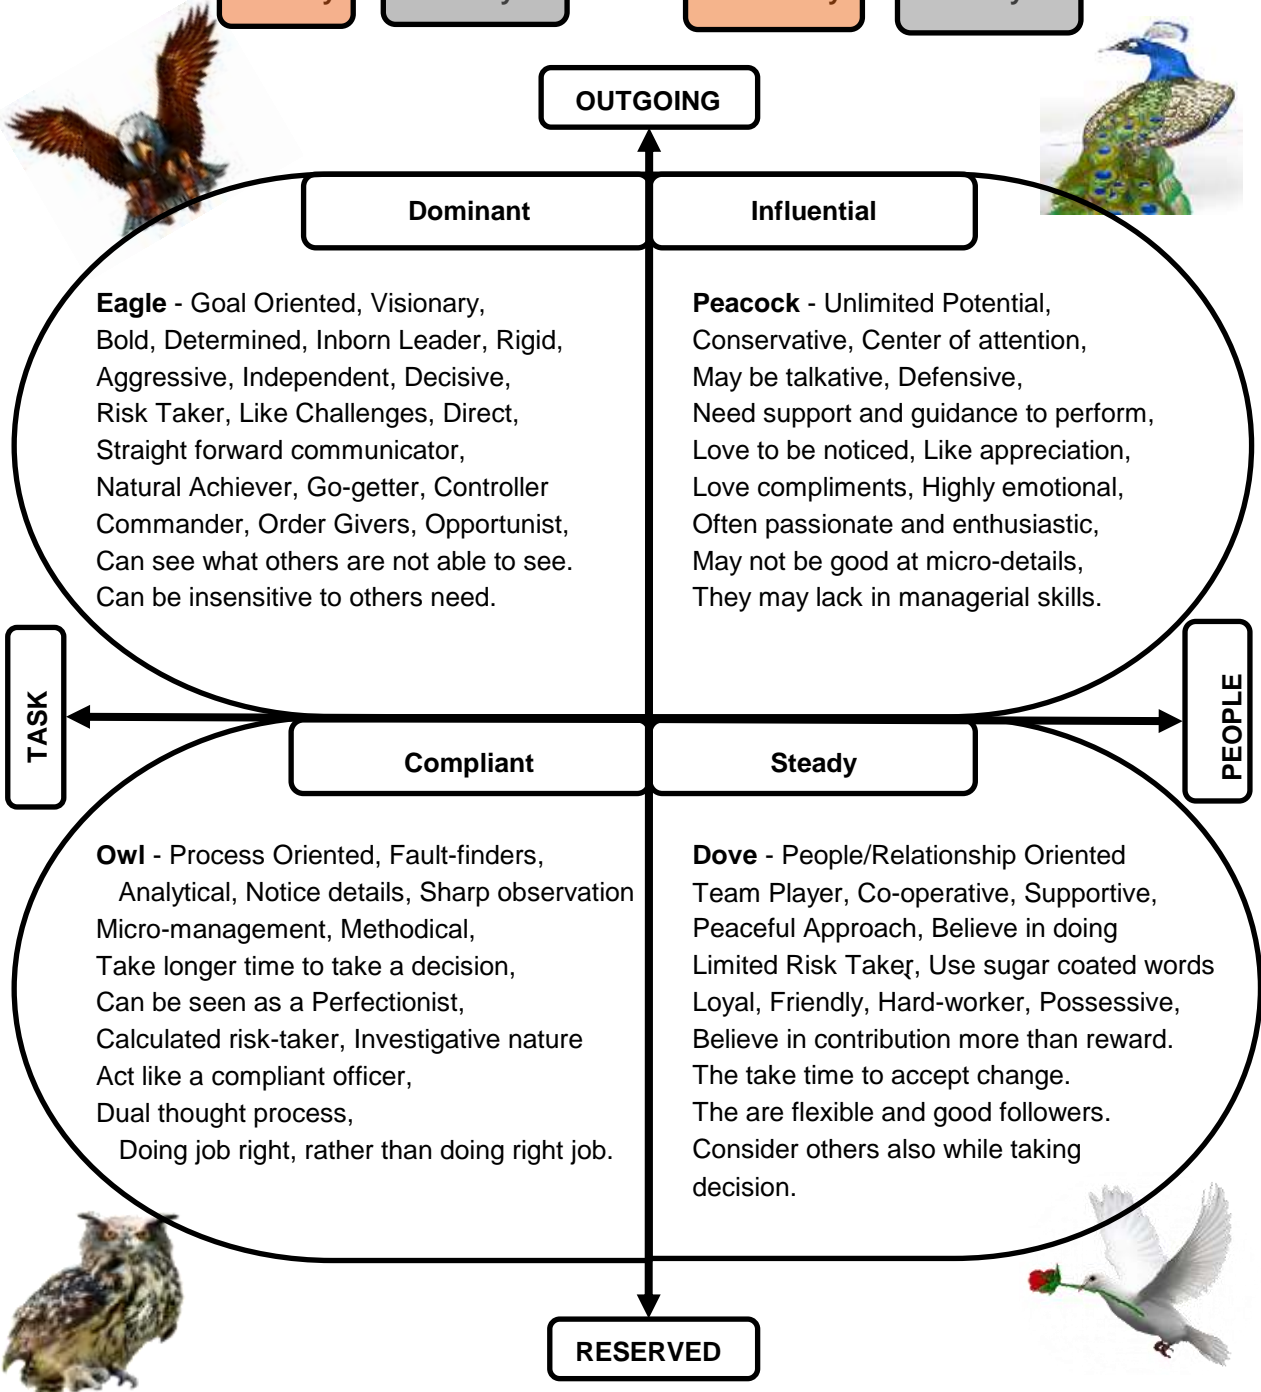 OUTGOING
Dominant
Influential
Eagle - Goal Oriented, Visionary,
Bold, Determined, Inborn Leader, Rigid,
Aggressive, Independent, Decisive,
Risk Taker, Like Challenges, Direct,
Straight forward communicator,
Natural Achiever, Go-getter, Controller
Commander, Order Givers, Opportunist,
Can see what others are not able to see.
Can be insensitive to others need.
Peacock - Unlimited Potential,
Conservative, Center of attention,
May be talkative, Defensive,
Need support and guidance to perform,
Love to be noticed, Like appreciation,
Love compliments, Highly emotional,
Often passionate and enthusiastic,
May not be good at micro-details,
They may lack in managerial skills.
TASK
PEOPLE
Compliant
Steady
Owl - Process Oriented, Fault-finders,
Analytical, Notice details, Sharp observation
Micro-management, Methodical,
Take longer time to take a decision,
Can be seen as a Perfectionist,
Calculated risk-taker, Investigative nature
Act like a compliant officer,
Dual thought process,
Doing job right, rather than doing right job.
Dove - People/Relationship Oriented
Team Player, Co-operative, Supportive,
Peaceful Approach, Believe in doing
Limited Risk Taker, Use sugar coated words
Loyal, Friendly, Hard-worker, Possessive,
Believe in contribution more than reward.
The take time to accept change.
The are flexible and good followers.
Consider others also while taking
decision.
RESERVED